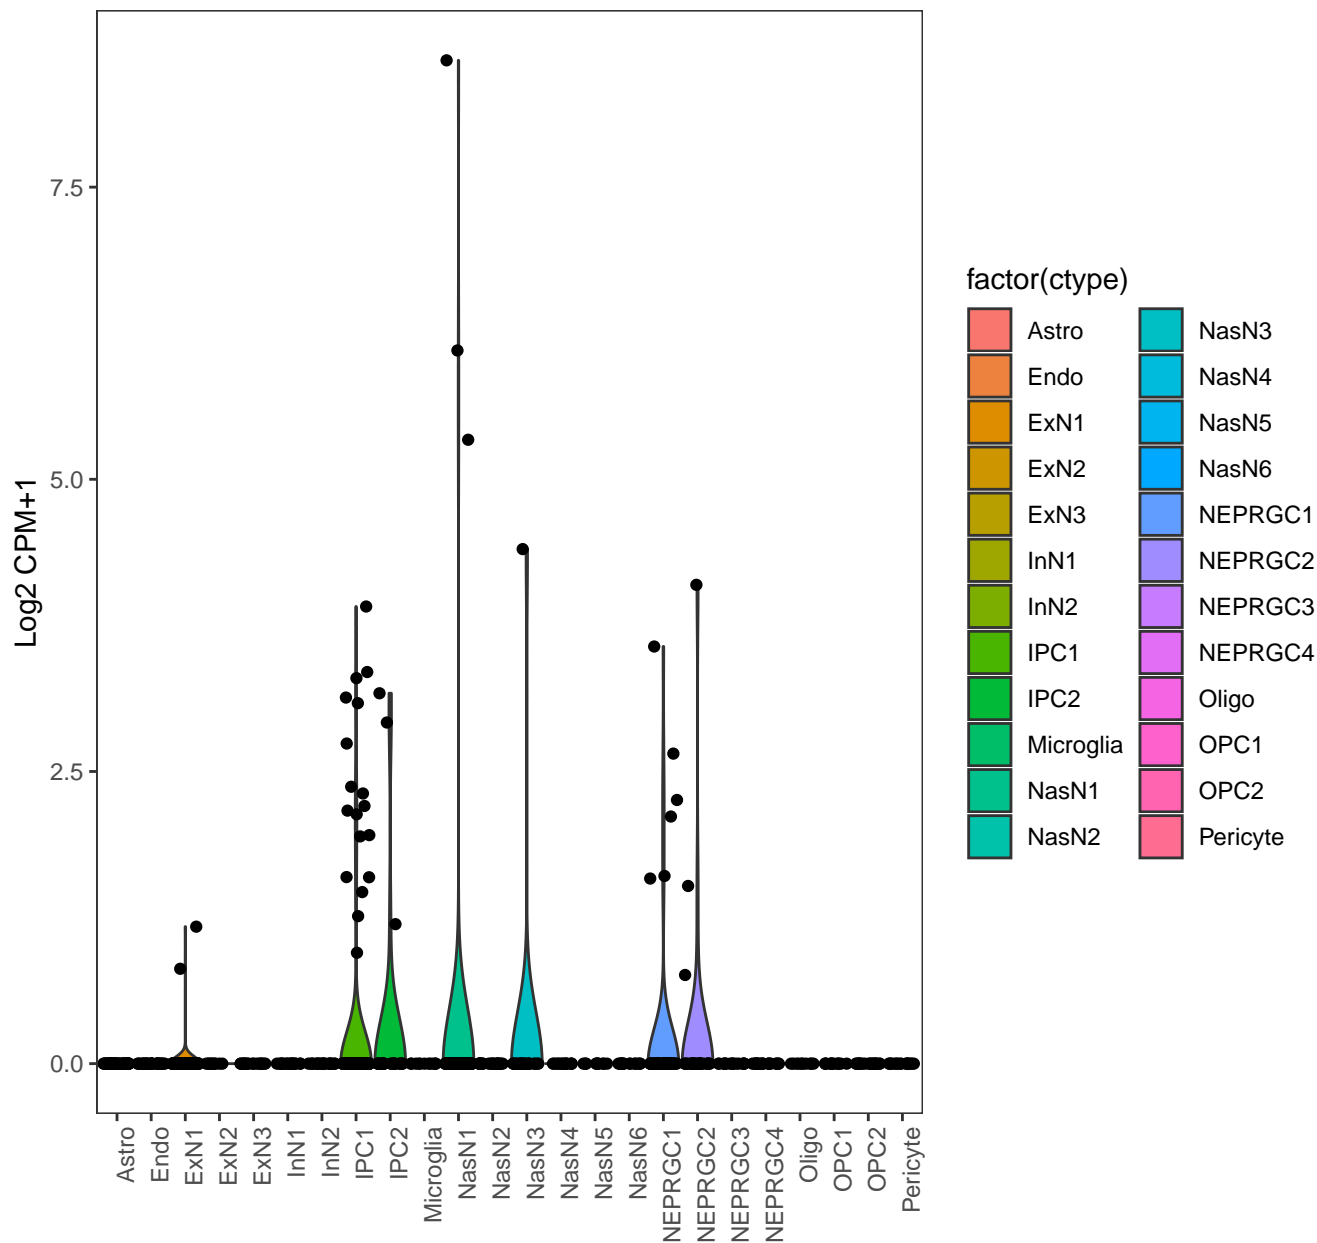 7.5
5.0
2.5
0.0
Log2 CPM+1
Astro
Endo
ExN1
ExN2
ExN3
InN1
InN2
IPC1
IPC2
Microglia
NasN1
NasN2
NasN3
NasN4
NasN5
NasN6
NEPRGC1
NEPRGC2
NEPRGC3
NEPRGC4
Oligo
OPC1
OPC2
Pericyte
factor(ctype)
Astro
Endo
ExN1
ExN2
ExN3
InN1
InN2
IPC1
IPC2
Microglia
NasN1
NasN2
NasN3
NasN4
NasN5
NasN6
NEPRGC1
NEPRGC2
NEPRGC3
NEPRGC4
Oligo
OPC1
OPC2
Pericyte